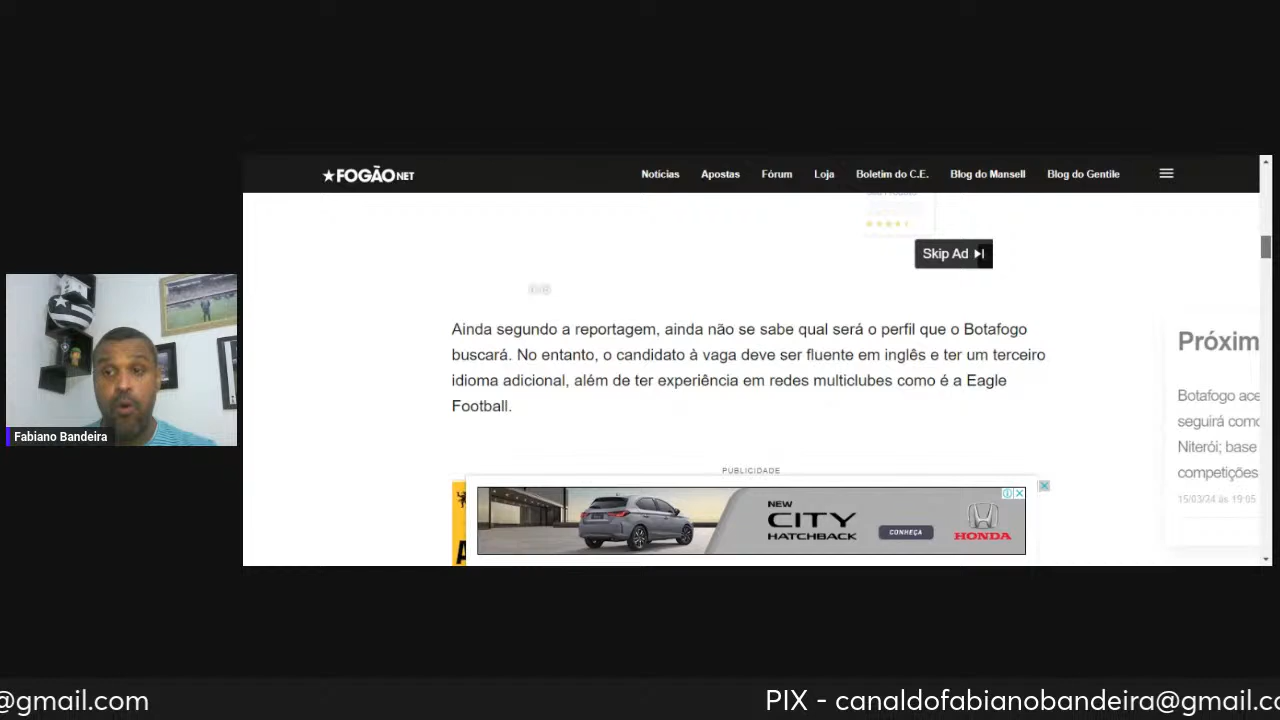 ★FOGÃO NET
Notícias
Apostas
Fórum
Loja
Boletim do C.E.
Blog do Mansell
Blog do Gentile
Skip Ad
0:15
Ainda segundo a reportagem, ainda não se sabe qual será o perfil que o Botafogo
buscará. No entanto, o candidato à vaga deve ser fluente em inglês e ter um terceiro
idioma adicional, além de ter experiência em redes multiclubes como é a Eagle
Football.
Próxim
Botafogo ace
seguirá como
Niterói; base
competições
15/03/24 às 19:05
Fabiano Bandeira
PUBLICIDADE
NEW
CITY
HATCHBACK
CONHEÇA
HONDA
@gmail.com
PIX - canaldofabianobandeira@gmail.co